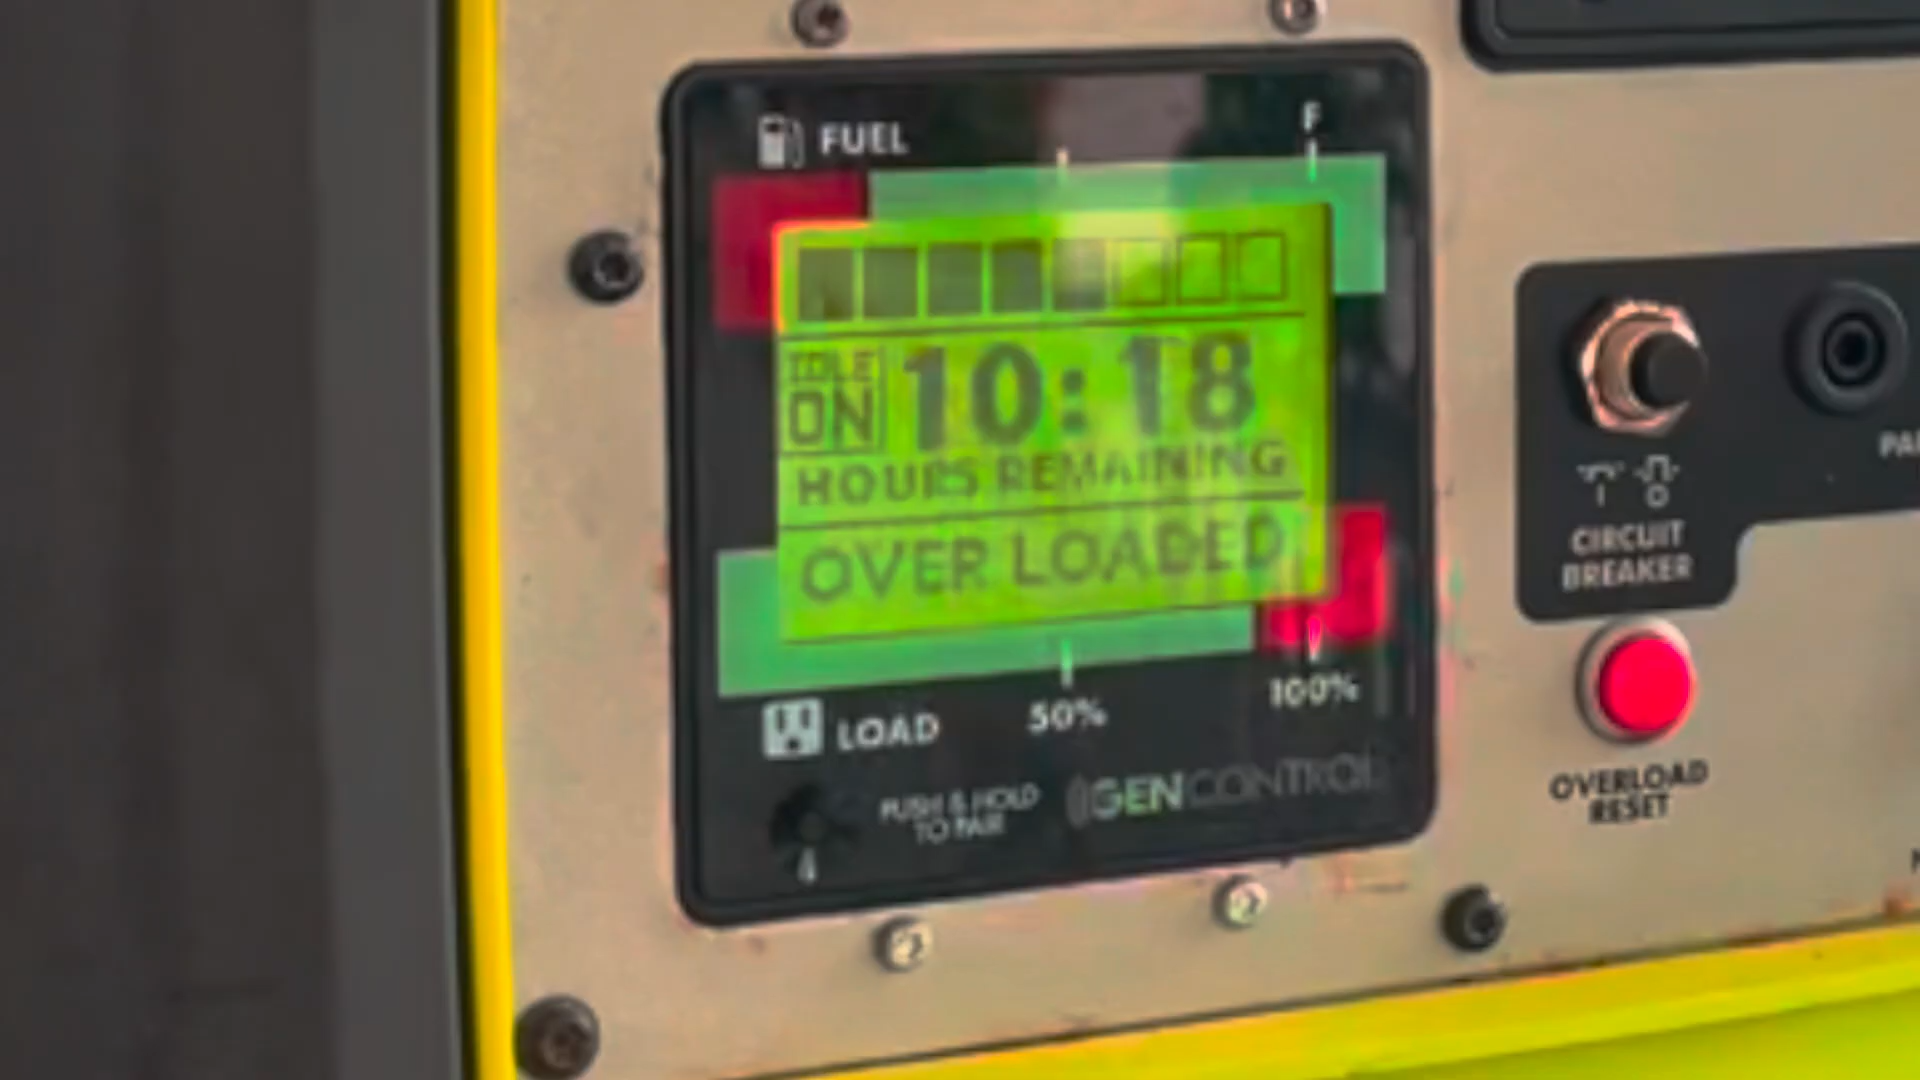 FUEL
F
IDLE
ON
10:18
HOURS REMAINING
OVER LOADED
LOAD
50%
100%
PUSH & HOLD
TO PAIR
GENCONTROL
CIRCUIT
BREAKER
OVERLOAD
RESET